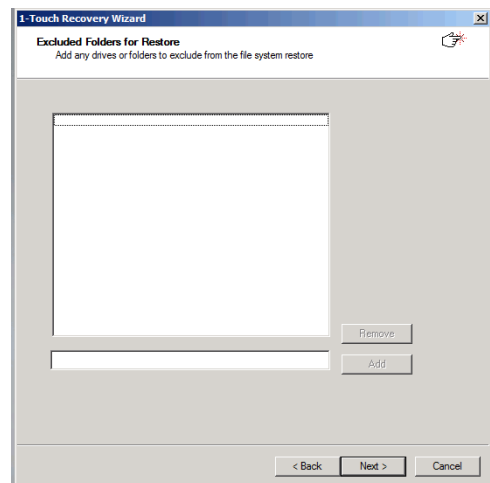 1-Touch Recovery Wizard
Excluded Folders for Restore
Add any drives or folders to exclude from the file system restore
Remove
Add
< Back
Next >
Cancel